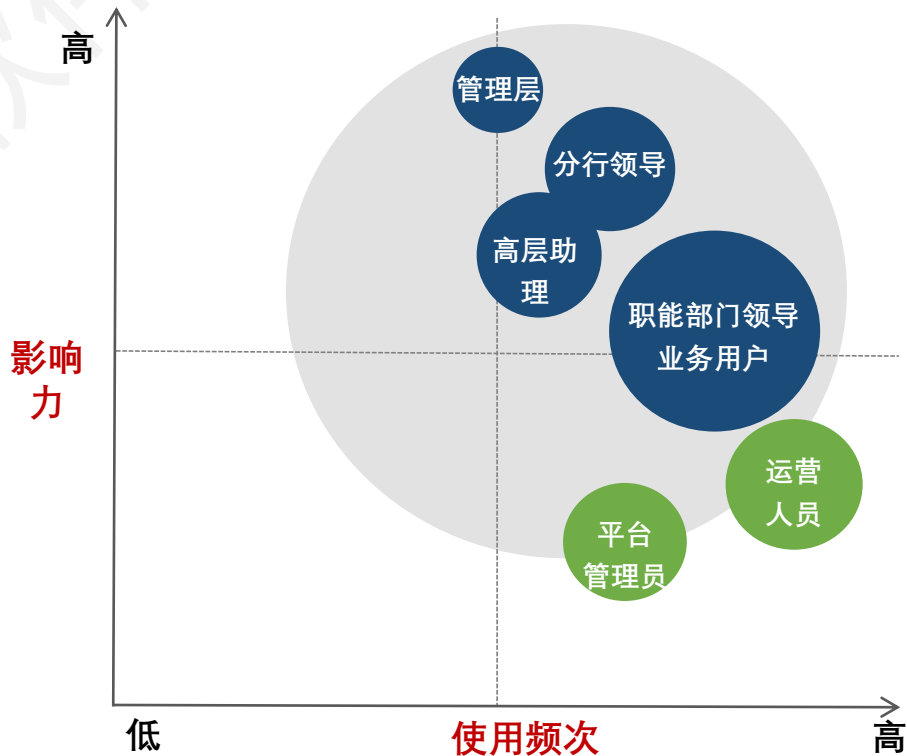 高
管理层
分行领导
高层助
理
职能部门领导
业务用户
影响
力
运营
人员
平台
管理员
低
使用频次
高